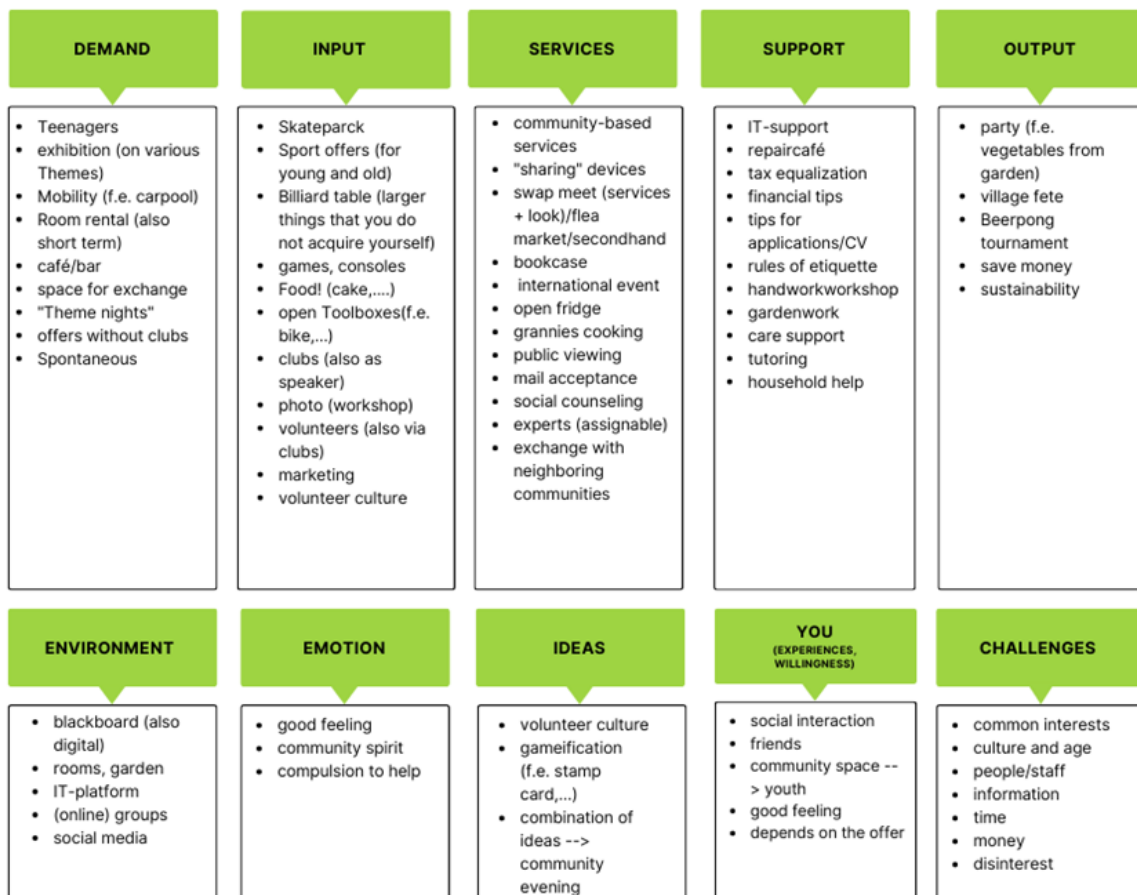 DEMAND
• Teenagers
• exhibition (on various
Themes)
• Mobility (f.e. carpool)
• Room rental (also
short term)
• café/bar
• space for exchange
• "Theme nights"
• offers without clubs
• Spontaneous
INPUT
• Skateparck
• Sport offers (for
young and old)
• Billiard table (larger
things that you do
not acquire yourself)
• games, consoles
• Food! (cake,....)
• open Toolboxes(f.e.
bike,...)
• clubs (also as
speaker)
• photo (workshop)
• volunteers (also via
clubs)
• marketing
• volunteer culture
SERVICES
• community-based
services
• "sharing" devices
• swap meet (services
+ look)/flea
market/secondhand
• bookcase
• international event
• open fridge
• grannies cooking
• public viewing
• mail acceptance
• social counseling
• experts (assignable)
• exchange with
neighboring
communities
SUPPORT
• IT-support
• repaircafé
• tax equalization
• financial tips
• tips for
applications/CV
• rules of etiquette
• handworkworkshop
• gardenwork
• care support
• tutoring
• household help
OUTPUT
• party (f.e.
vegetables from
garden)
• village fete
• Beerpong
tournament
• save money
• sustainability
ENVIRONMENT
• blackboard (also
digital)
• rooms, garden
• IT-platform
• (online) groups
• social media
EMOTION
• good feeling
• community spirit
• compulsion to help
IDEAS
• volunteer culture
• gameification
(f.e. stamp
card,...)
• combination of
ideas -->
community
evening
YOU
(EXPERIENCES,
WILLINGNESS)
• social interaction
• friends
• community space --
> youth
• good feeling
• depends on the offer
CHALLENGES
• common interests
• culture and age
• people/staff
• information
• time
• money
• disinterest